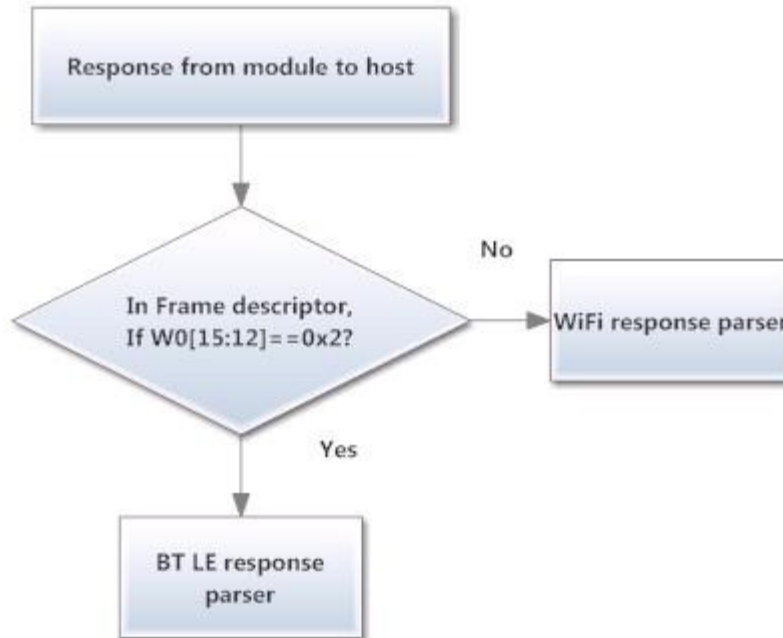 Response from module to host
In Frame descriptor,
If W0[15:12]==0x2?
No
WiFi response parser
Yes
BT LE response
parser